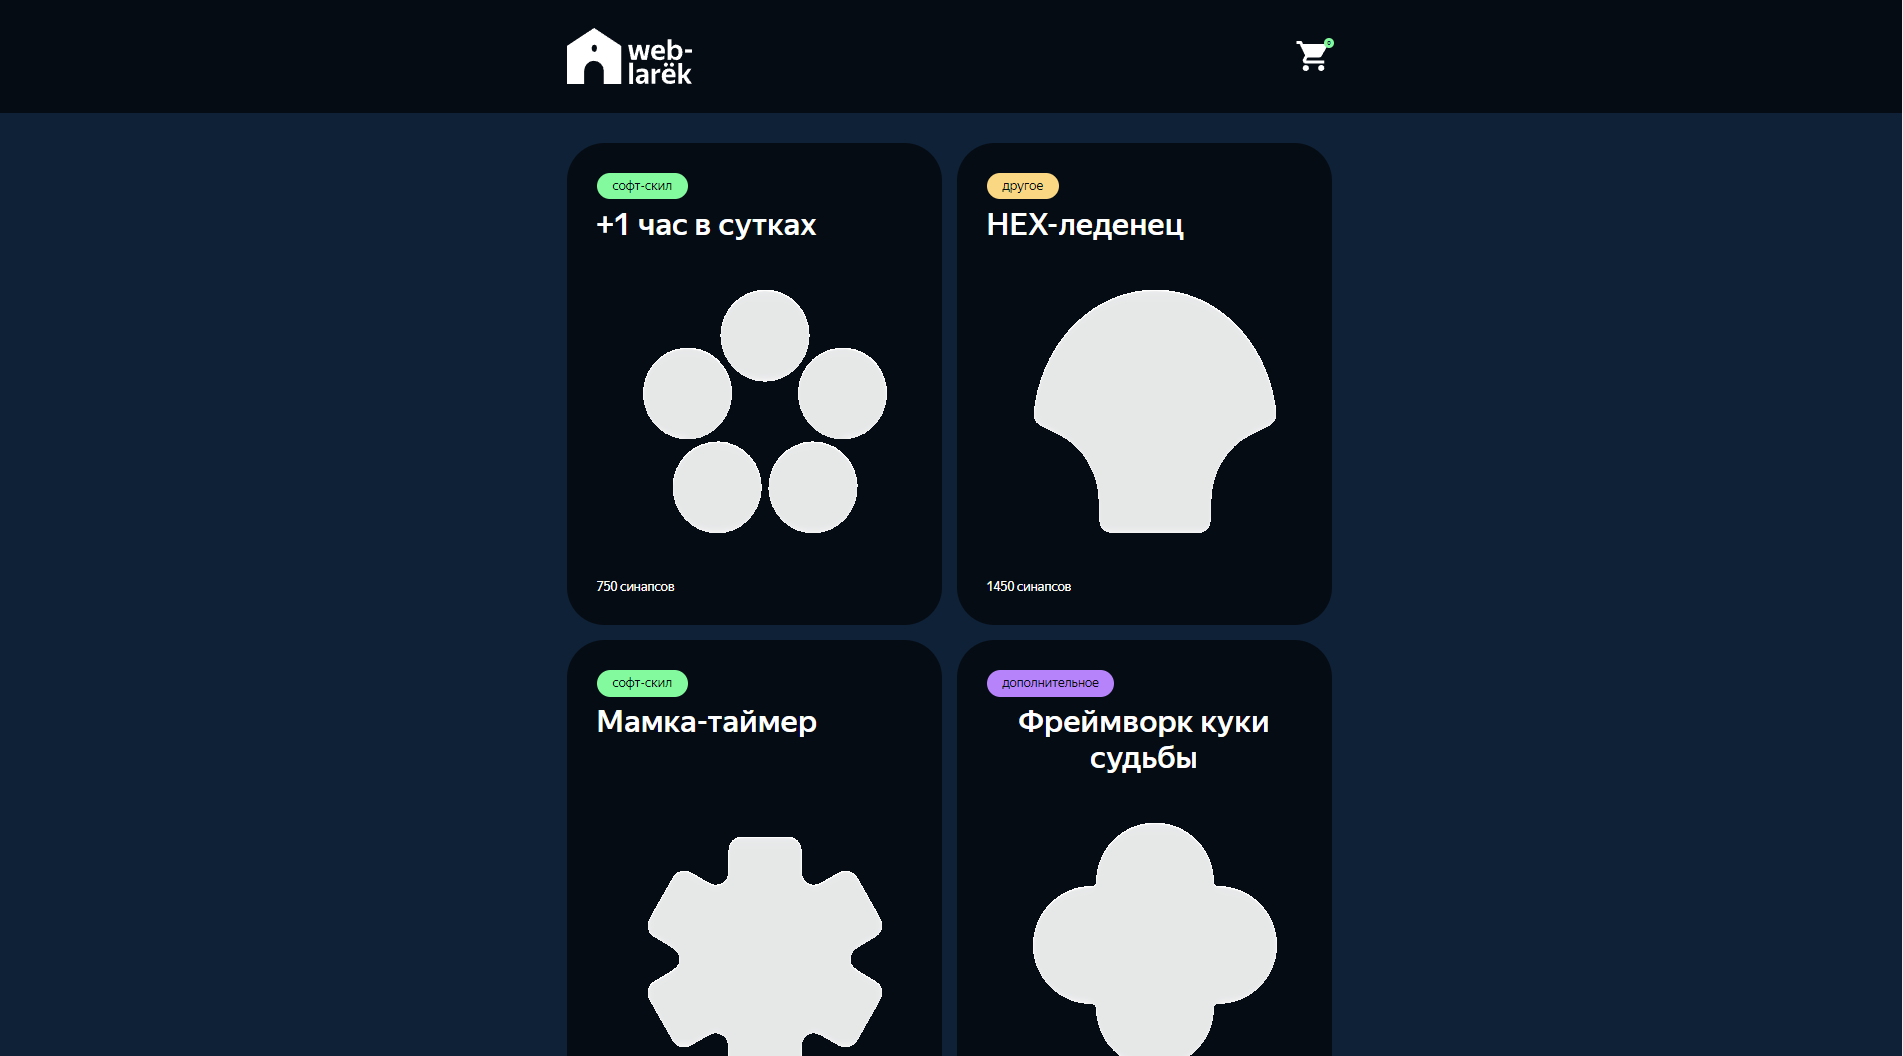 web-
larëk
0
софт-скил
+1 час в сутках
750 синапсов
другое
HEX-леденец
1450 синапсов
софт-скил
Мамка-таймер
дополнительное
Фреймворк куки
судьбы